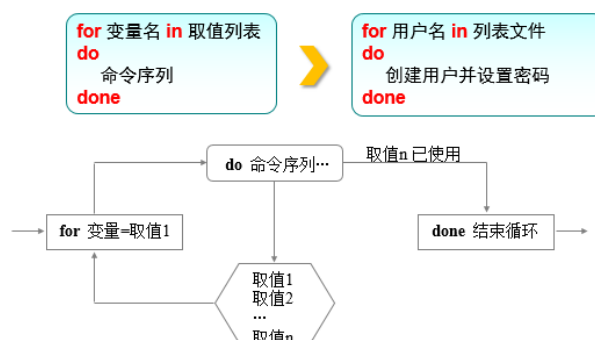 for 变量名 in 取值列表
do
命令序列
done
for 用户名 in 列表文件
do
创建用户并设置密码
done
do 命令序列…
取值n 已使用
for 变量=取值1
done 结束循环
取值1
取值2
…
取值n